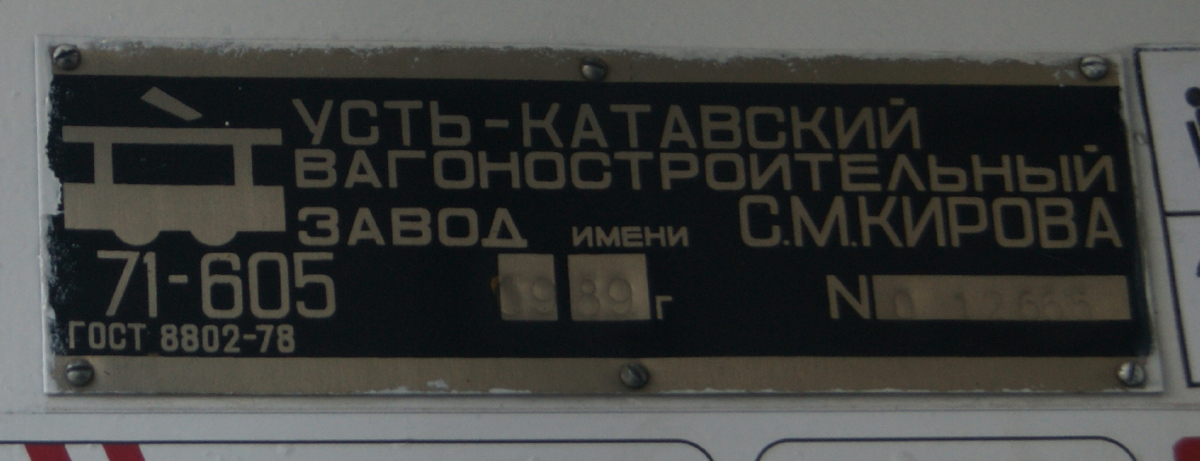 УСТЬ-КАТАВСКИЙ
ВАГОНОСТРОИТЕЛЬНЫЙ
ЗАВОД ИМЕНИ С.М.КИРОВА
71-605 1989 г N
ГОСТ 8802-78